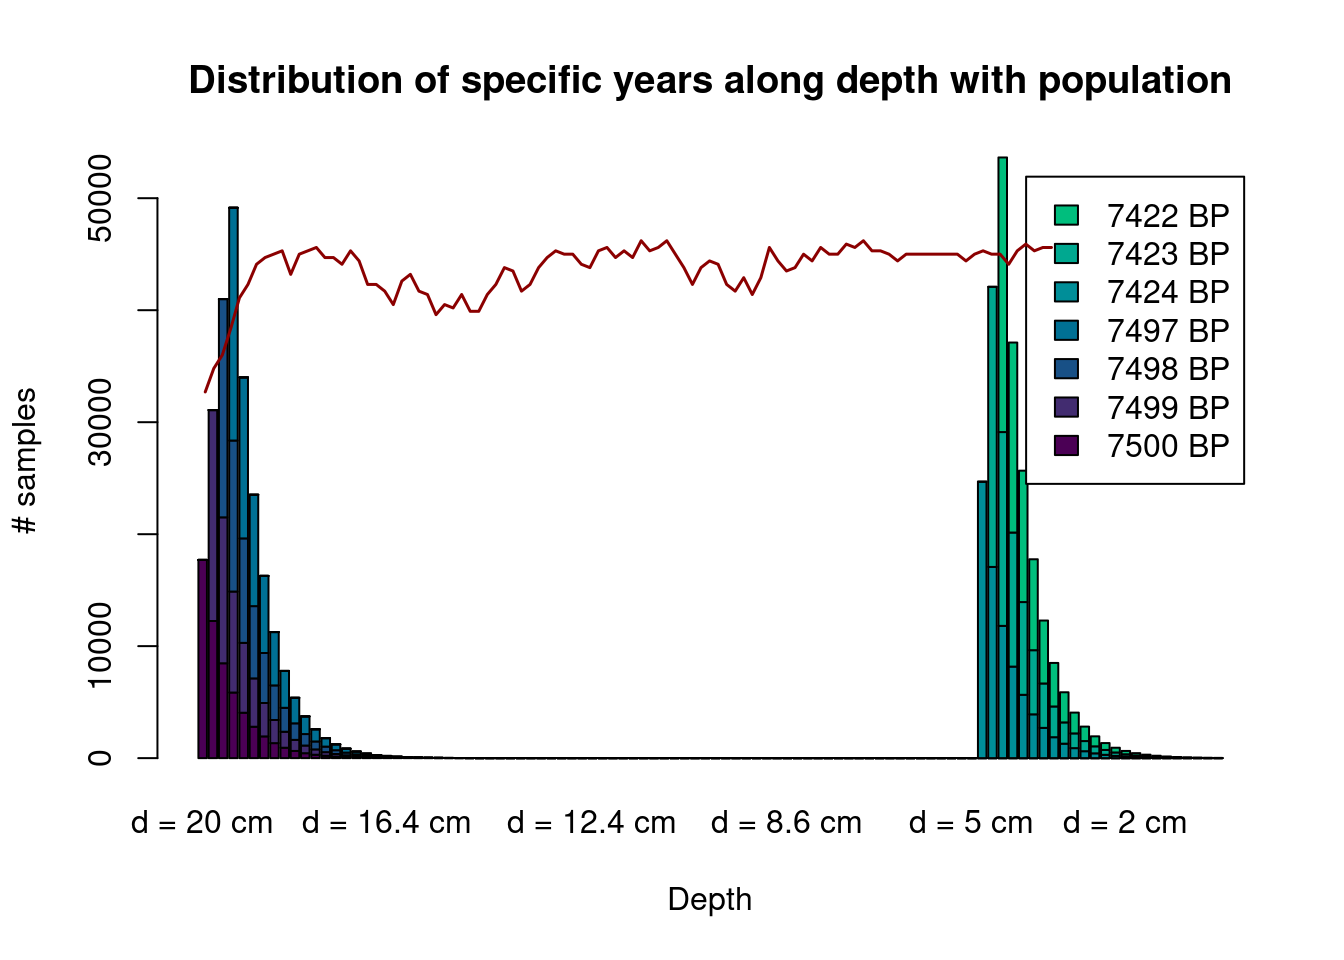 Distribution of specific years along depth with population
50000
30000
10000
0
# samples
7422 BP
7423 BP
7424 BP
7497 BP
7498 BP
7499 BP
7500 BP
d = 20 cm d = 16.4 cm d = 12.4 cm d = 8.6 cm d = 5 cm d = 2 cm
Depth